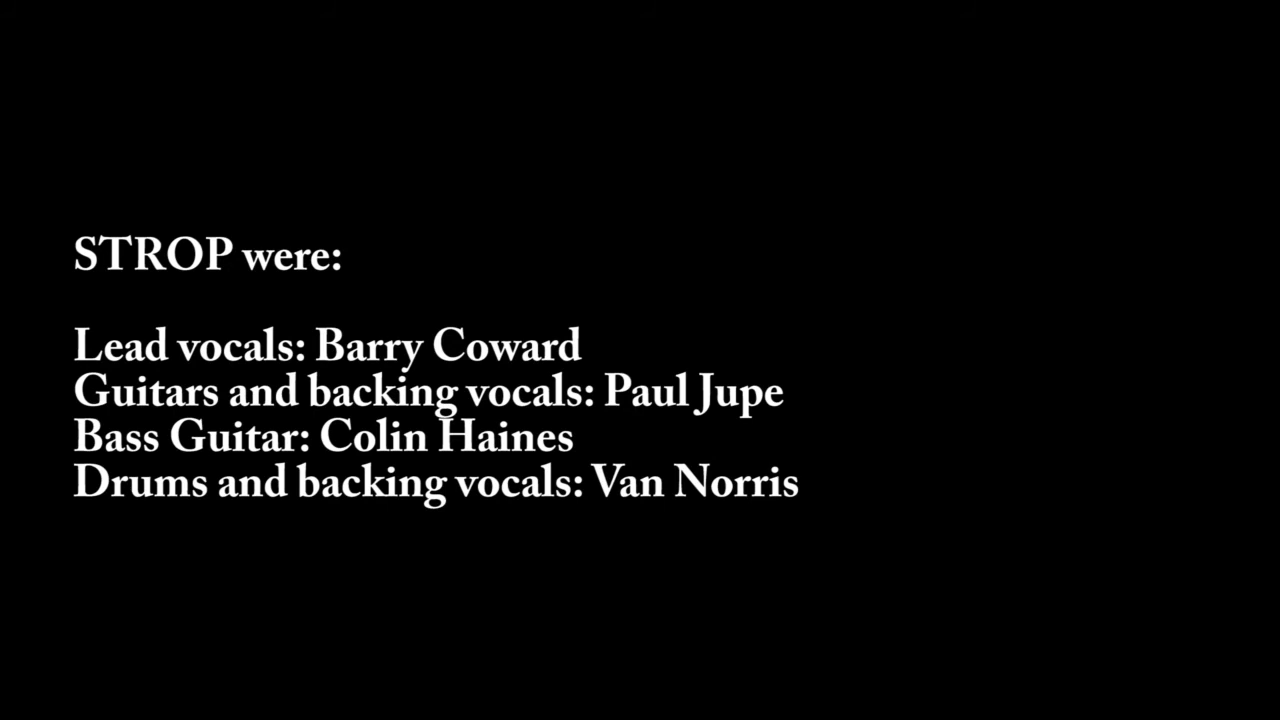 STROP were:
Lead vocals: Barry Coward
Guitars and backing vocals: Paul Jupe
Bass Guitar: Colin Haines
Drums and backing vocals: Van Norris